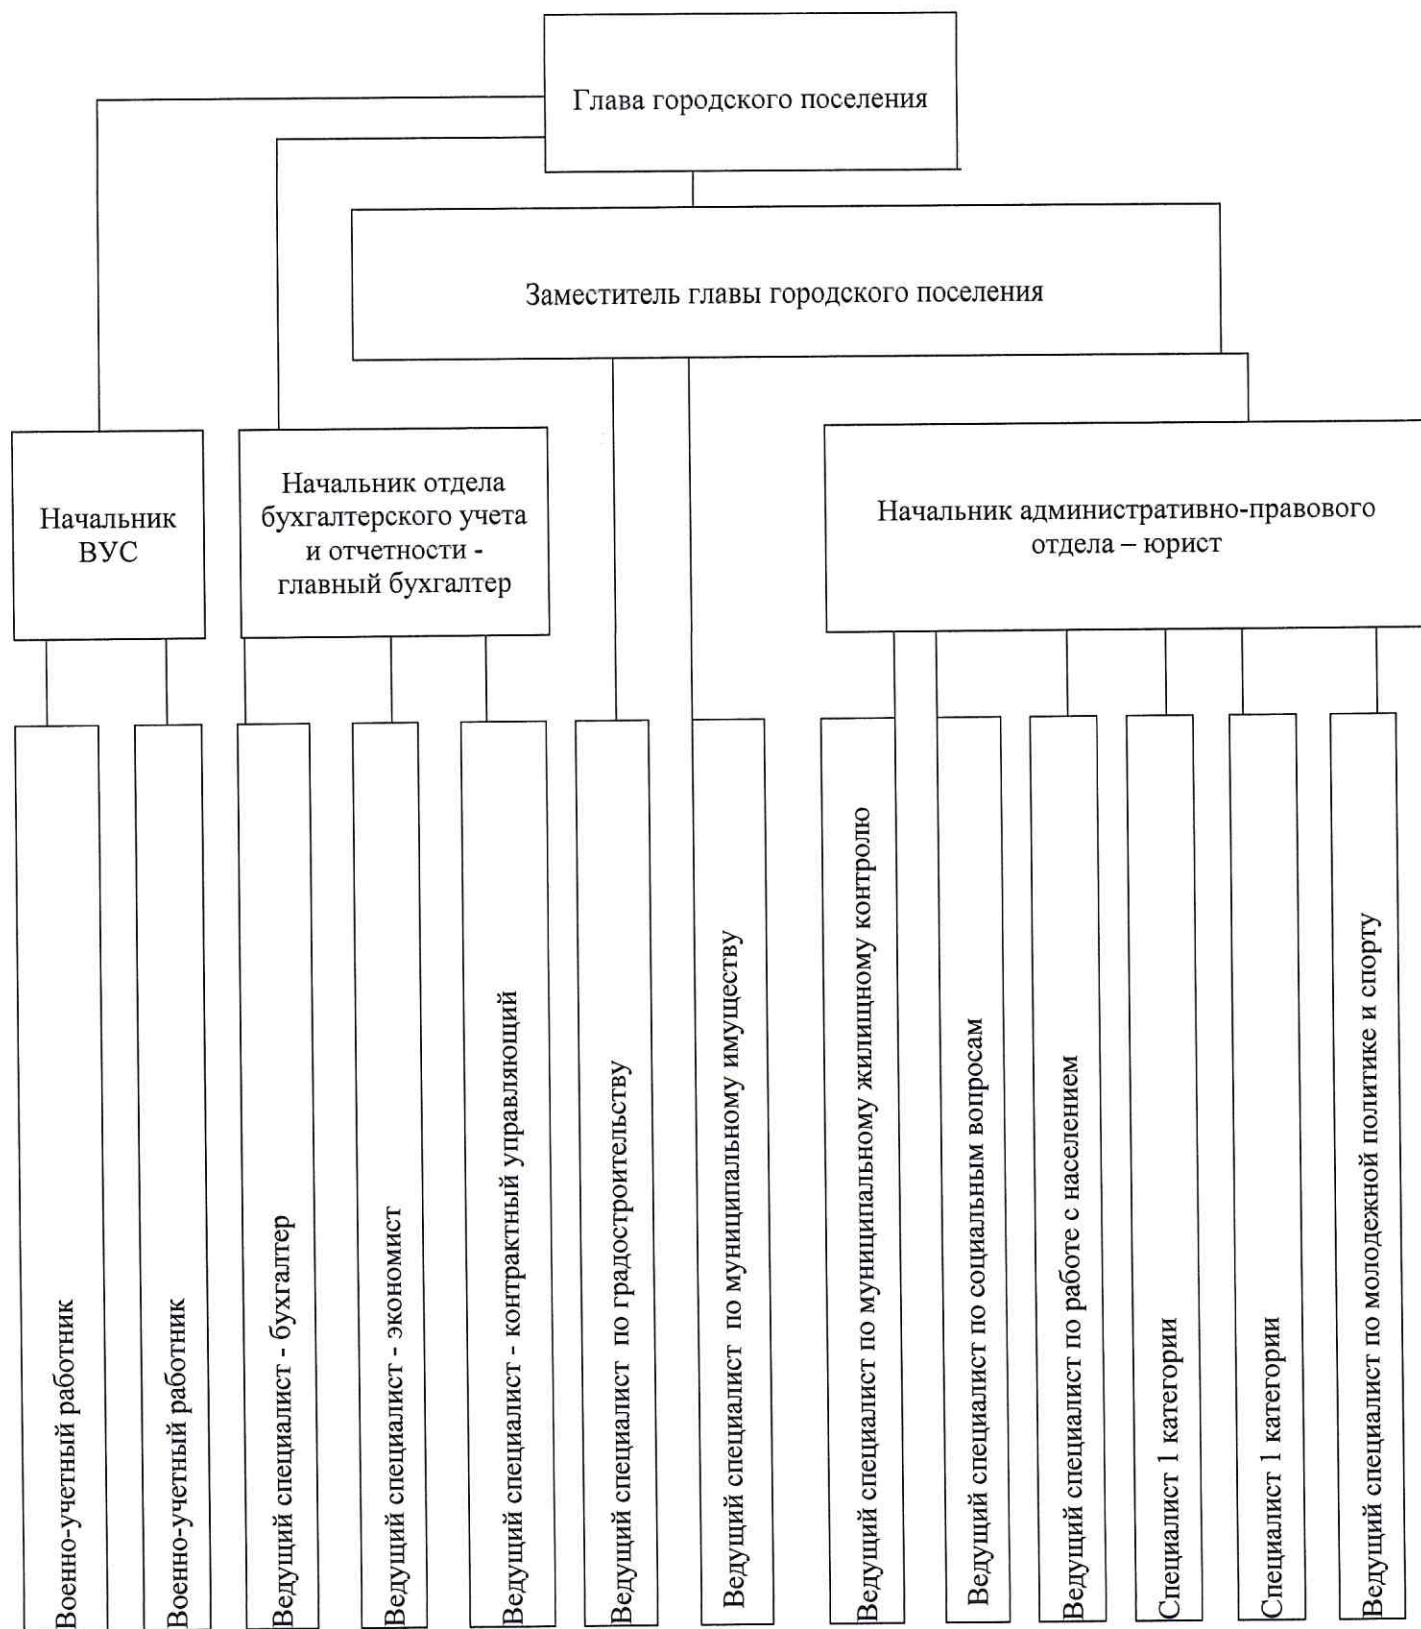 Глава городского поселения
Заместитель главы городского поселения
Начальник
ВУС
Начальник отдела
бухгалтерского учета
и отчетности -
главный бухгалтер
Начальник административно-правового
отдела – юрист
Военно-учетный работник
Военно-учетный работник
Ведущий специалист - бухгалтер
Ведущий специалист - экономист
Ведущий специалист - контрактный управляющий
Ведущий специалист по градостроительству
Ведущий специалист по муниципальному имуществу
Ведущий специалист по муниципальному жилищному контролю
Ведущий специалист по социальным вопросам
Ведущий специалист по работе с населением
Специалист 1 категории
Специалист 1 категории
Ведущий специалист по молодежной политике и спорту